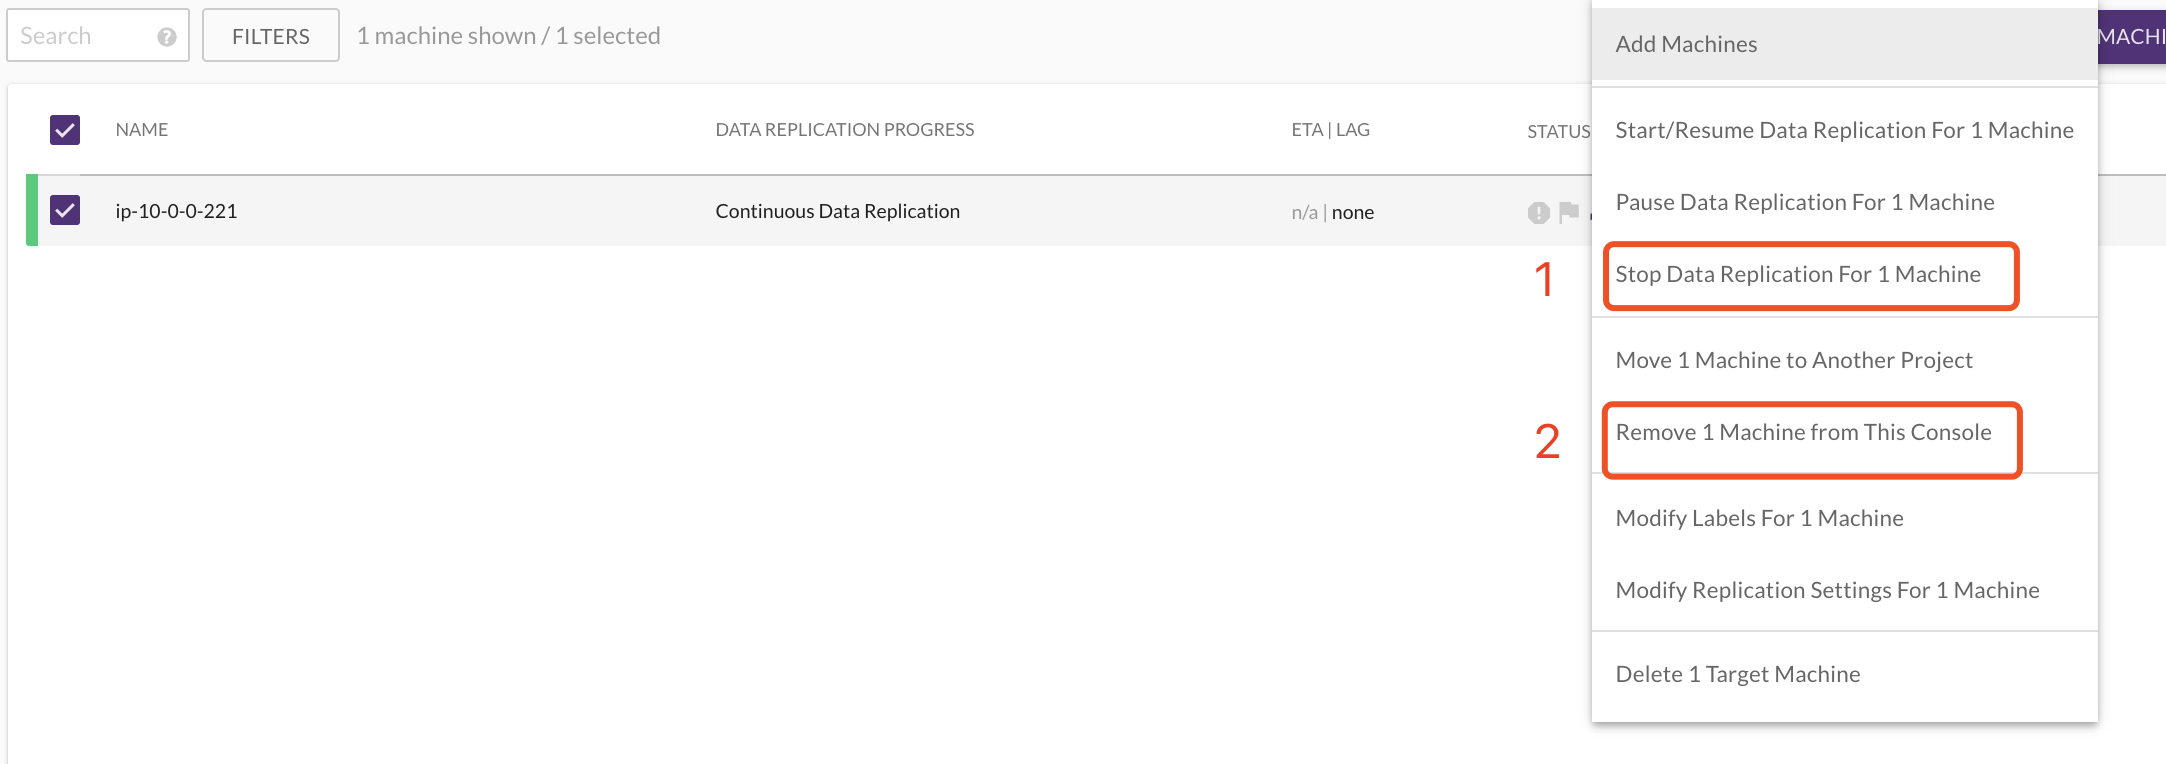 Search ?
FILTERS
1 machine shown / 1 selected
MACHI
NAME
DATA REPLICATION PROGRESS
ETA | LAG
STATUS
ip-10-0-0-221
Continuous Data Replication
n/a | none
Add Machines
Start/Resume Data Replication For 1 Machine
Pause Data Replication For 1 Machine
1
Stop Data Replication For 1 Machine
Move 1 Machine to Another Project
2
Remove 1 Machine from This Console
Modify Labels For 1 Machine
Modify Replication Settings For 1 Machine
Delete 1 Target Machine